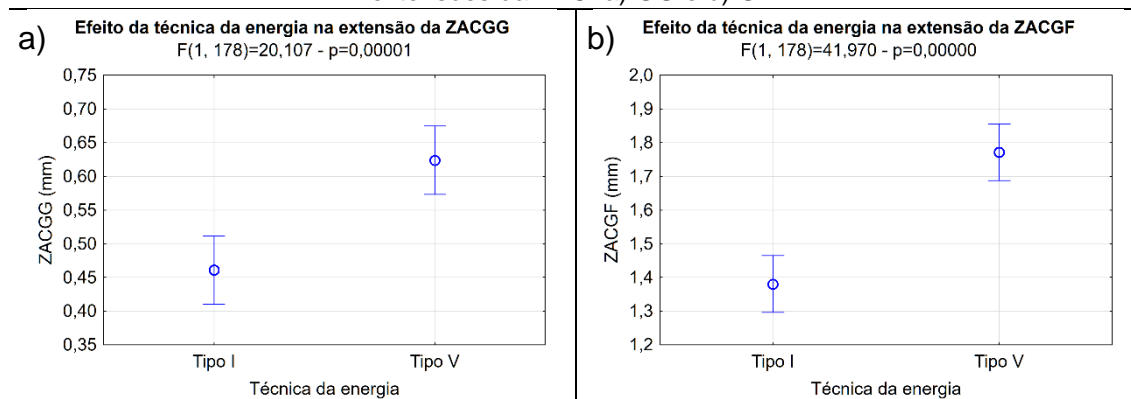 a)
Efeito da técnica da energia na extensão da ZACGG
F(1, 178)=20,107 - p=0,00001
0,75
0,70
0,65
0,60
0,55
0,50
0,45
0,40
0,35
ZACGG (mm)
Tipo I Tipo V
Técnica da energia
b)
Efeito da técnica da energia na extensão da ZACGF
F(1, 178)=41,970 - p=0,00000
2,0
1,9
1,8
1,7
1,6
1,5
1,4
1,3
1,2
ZACGF (mm)
Tipo I Tipo V
Técnica da energia